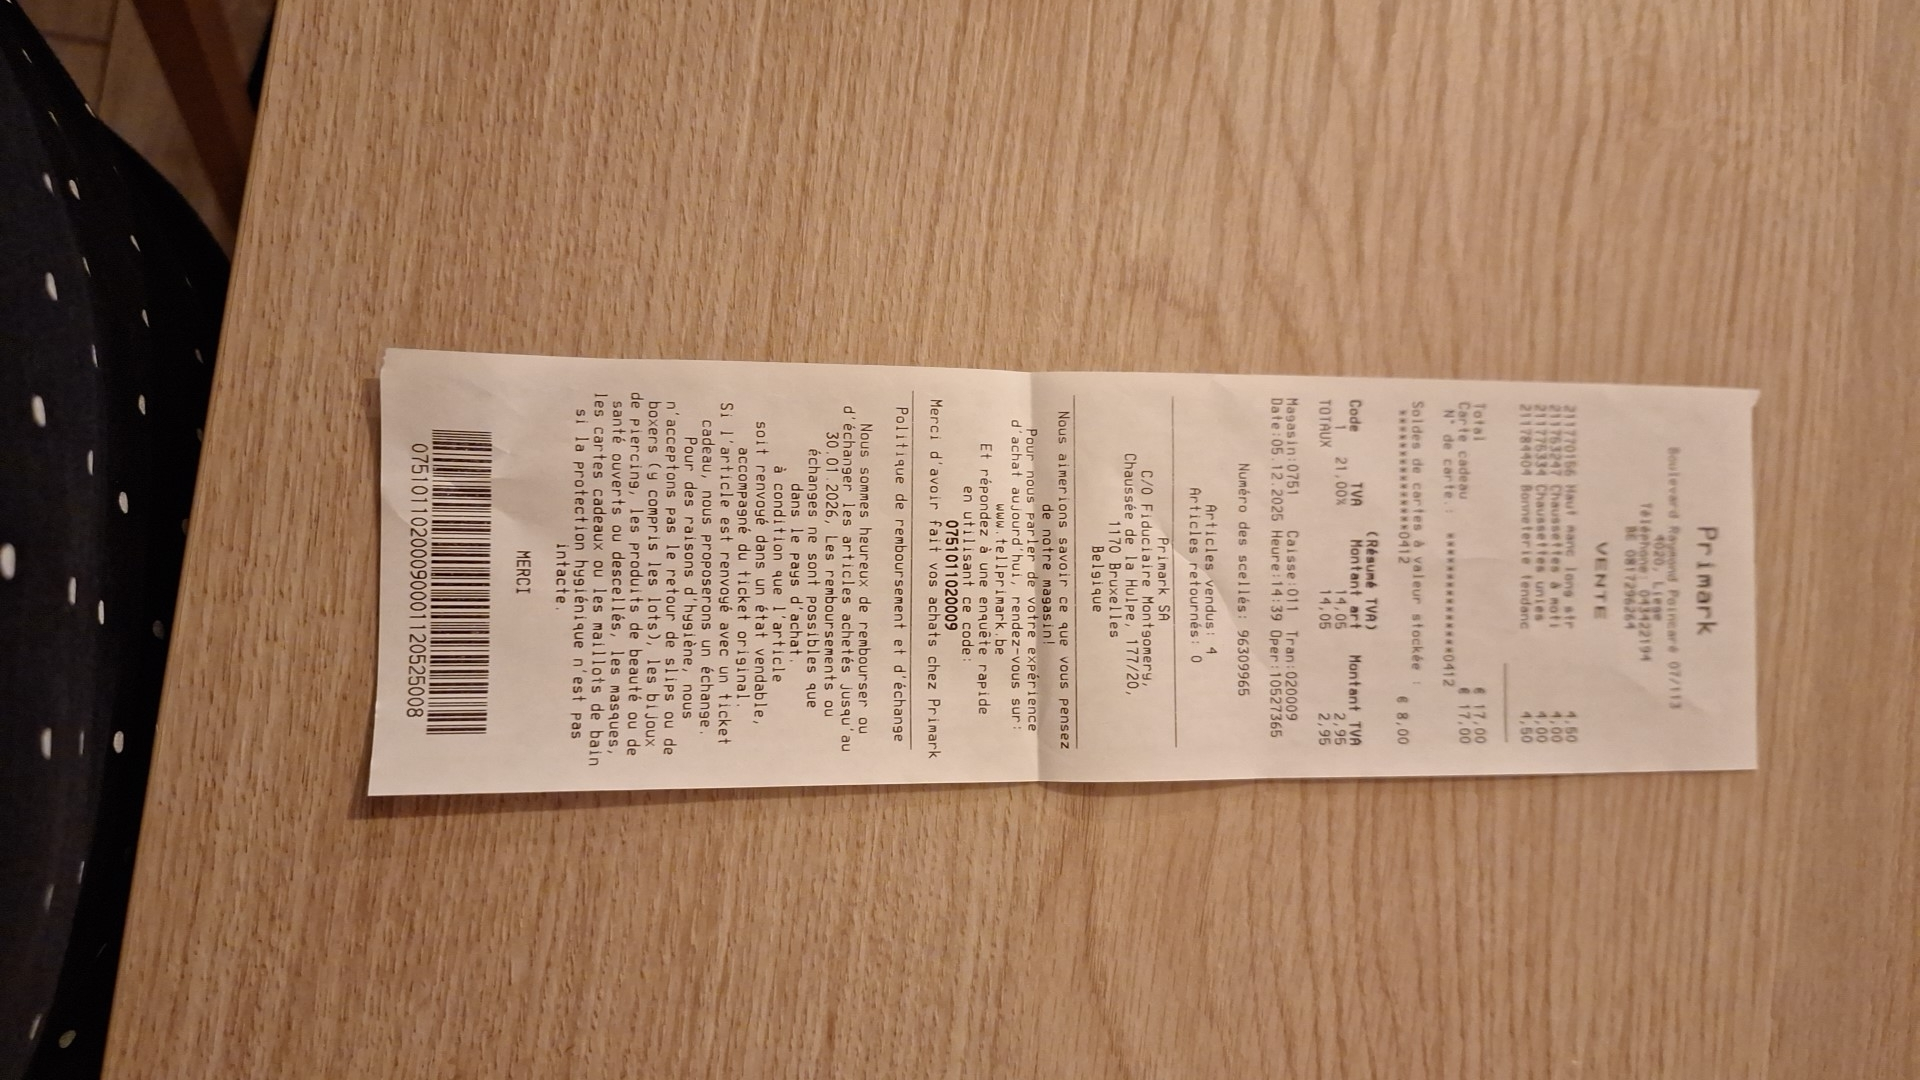 Primark
Boulevard Raymond Poincaré 07/113
4020, Liege
Téléphone: 043422194
BE 0817296264
VENTE
211770156 Haut manc long str 4,50
211753247 Chaussettes à moti 4,00
211776334 Chaussettes unies 4,00
211784404 Bonneterie tendanc 4,50
Total € 17,00
Carte cadeau € 17,00
N° de carte.: ***************0412
Soldes de cartes à valeur stockée :
***************0412 € 8,00
(Résumé TVA)
Code TVA Montant art Montant TVA
1 21,00% 14,05 2,95
TOTAUX 14,05 2,95
Magasin:0751 Caisse:011 Tran:020009
Date:05.12.2025 Heure:14:39 Oper:10527365
Numéro des scellés: 96309965
Articles vendus: 4
Articles retournés: 0
Primark SA
C/O Fiduciaire Montgomery,
Chaussée de la Hulpe, 177/20,
1170 Bruxelles
Belgique
Nous aimerions savoir ce que vous pensez
de notre magasin!
Pour nous parler de votre expérience
d'achat aujourd'hui, rendez-vous sur:
www.tellprimark.be
Et répondez à une enquête rapide
en utilisant ce code:
075101102009
Merci d'avoir fait vos achats chez Primark
Politique de remboursement et d'échange
Nous sommes heureux de rembourser ou
d'échanger les articles achetés jusqu'au
30.01.2026, Les remboursements ou
échanges ne sont possibles que
dans le pays d'achat.
à condition que l'article
soit renvoyé dans un état vendable,
accompagné du ticket original.
Si l'article est renvoyé avec un ticket
cadeau, nous proposerons un échange.
Pour des raisons d'hygiène, nous
n'acceptons pas le retour de slips ou de
boxers (y compris les lots), les bijoux
de piercing, les produits de beauté ou de
santé ouverts ou descellés, les masques,
les cartes cadeaux ou les maillots de bain
si la protection hygiénique n'est pas
intacte.
MERCI
0751011020009000112052500​8